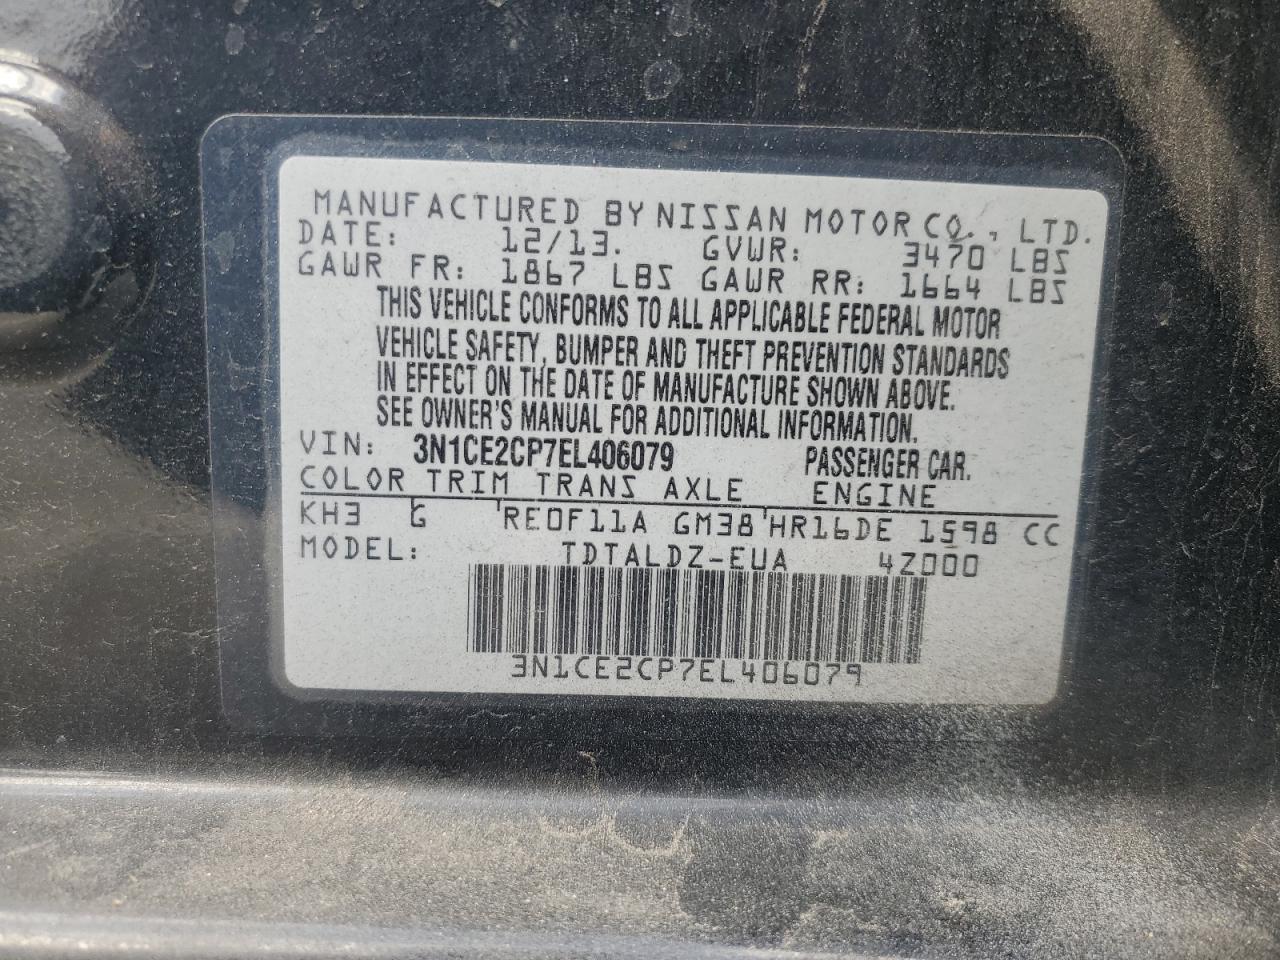 MANUFACTURED BY NISSAN MOTOR CO., LTD.
DATE: 12/13. GVWR: 3470 LBS
GAWR FR: 1867 LBS GAWR RR: 1664 LBS
THIS VEHICLE CONFORMS TO ALL APPLICABLE FEDERAL MOTOR
VEHICLE SAFETY, BUMPER AND THEFT PREVENTION STANDARDS
IN EFFECT ON THE DATE OF MANUFACTURE SHOWN ABOVE.
SEE OWNER'S MANUAL FOR ADDITIONAL INFORMATION.
VIN: 3N1CE2CP7EL406079 PASSENGER CAR.
COLOR TRIM TRANS AXLE ENGINE
KH3 G RE0F11A GM38 HR16DE 1598 CC
MODEL: TDTALDZ-EUA 4Z000
3N1CE2CP7EL406079